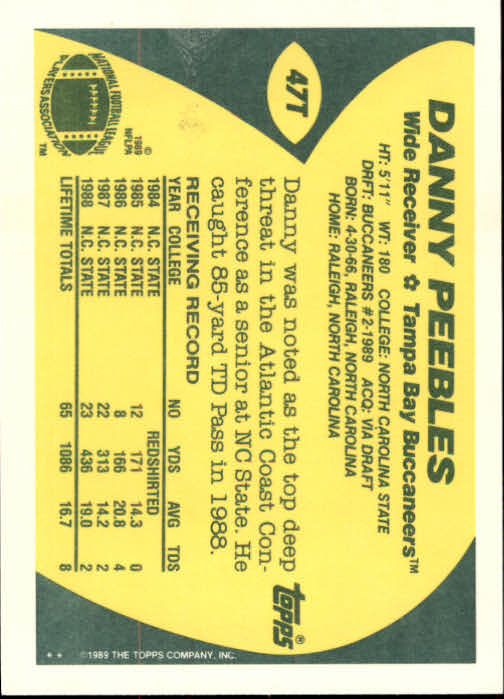 47T
DANNY PEEBLES
Wide Receiver ✿ Tampa Bay Buccaneers™
HT: 5'11" WT: 180 COLLEGE: NORTH CAROLINA STATE
DRFT: BUCCANEERS #2-1989 ACQ: VIA DRAFT
BORN: 4-30-66, RALEIGH, NORTH CAROLINA
HOME: RALEIGH, NORTH CAROLINA
Danny was noted as the top deep
threat in the Atlantic Coast Con-
ference as a senior at NC State. He
caught 85-yard TD Pass in 1988.
topps®
RECEIVING RECORD
YEAR COLLEGE NO YDS AVG TDS
1984 N.C. STATE REDSHIRTED
1985 N.C. STATE 12 171 14.3 0
1986 N.C. STATE 8 166 20.8 4
1987 N.C. STATE 22 313 14.2 2
1988 N.C. STATE 23 436 19.0 2
LIFETIME TOTALS 65 1086 16.7 8
NATIONAL FOOTBALL LEAGUE
PLAYERS ASSOCIATION
™
©
1989
NFLPA
** ©1989 THE TOPPS COMPANY, INC.